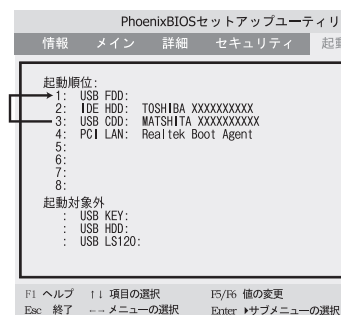 PhoenixBIOSセットアップユーティリ
情報 メイン 詳細 セキュリティ 起動
起動順位:
1: USB FDD:
2: IDE HDD: TOSHIBA XXXXXXXXXX
3: USB CDD: MATSHITA XXXXXXXXXX
4: PCI LAN: Realtek Boot Agent
5:
6:
7:
8:
起動対象外
: USB KEY:
: USB HDD:
: USB LS120:
F1 ヘルプ ↑↓ 項目の選択 F5/F6 値の変更
Esc 終了 ←→ メニューの選択 Enter ▶サブメニューの選択